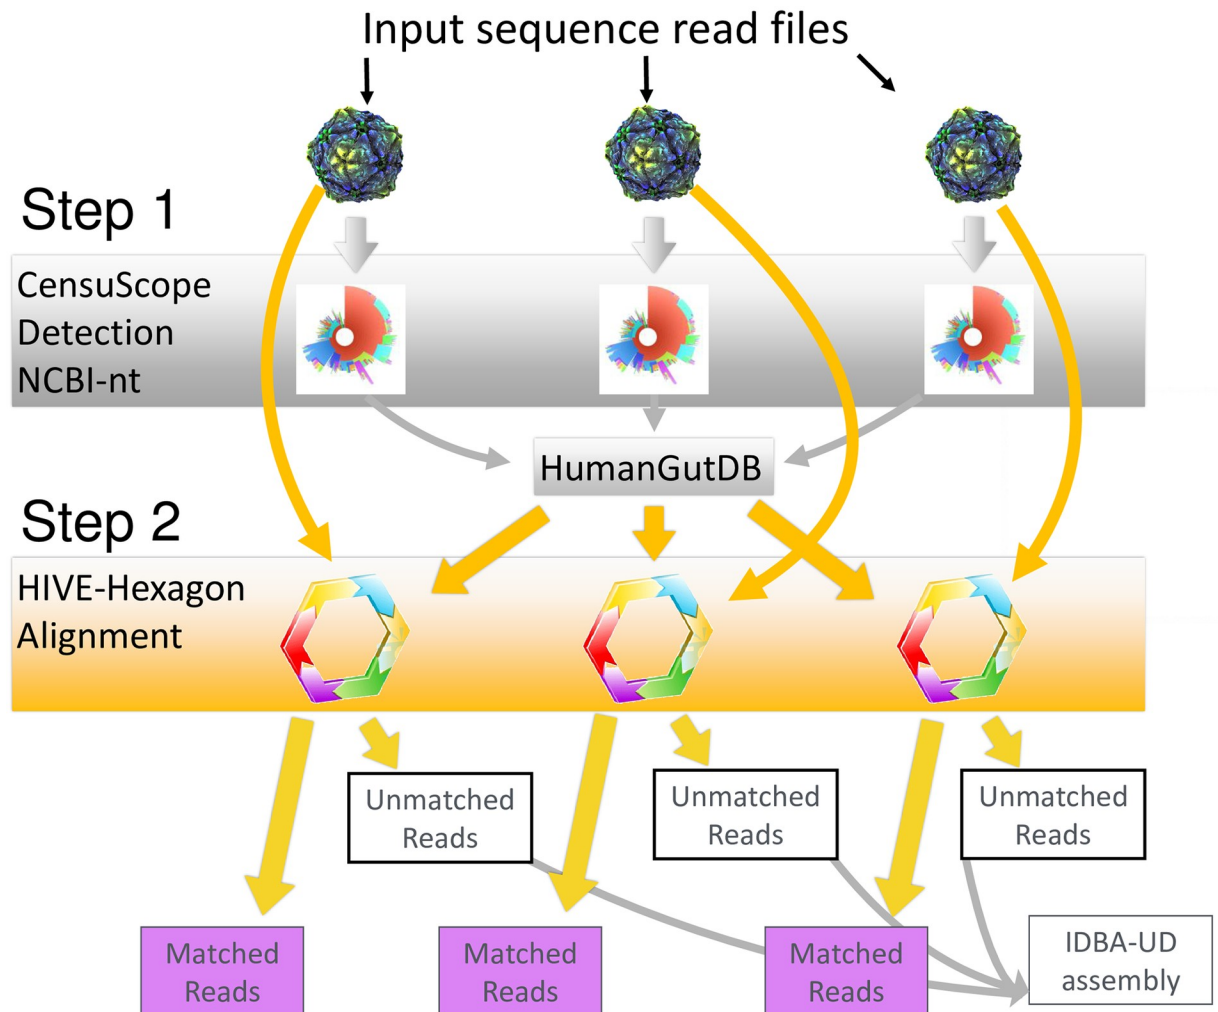 Input sequence read files
Step 1
CensuScope
Detection
NCBI-nt
HumanGutDB
Step 2
HIVE-Hexagon
Alignment
Unmatched
Reads
Unmatched
Reads
Unmatched
Reads
Matched
Reads
Matched
Reads
Matched
Reads
IDBA-UD
assembly